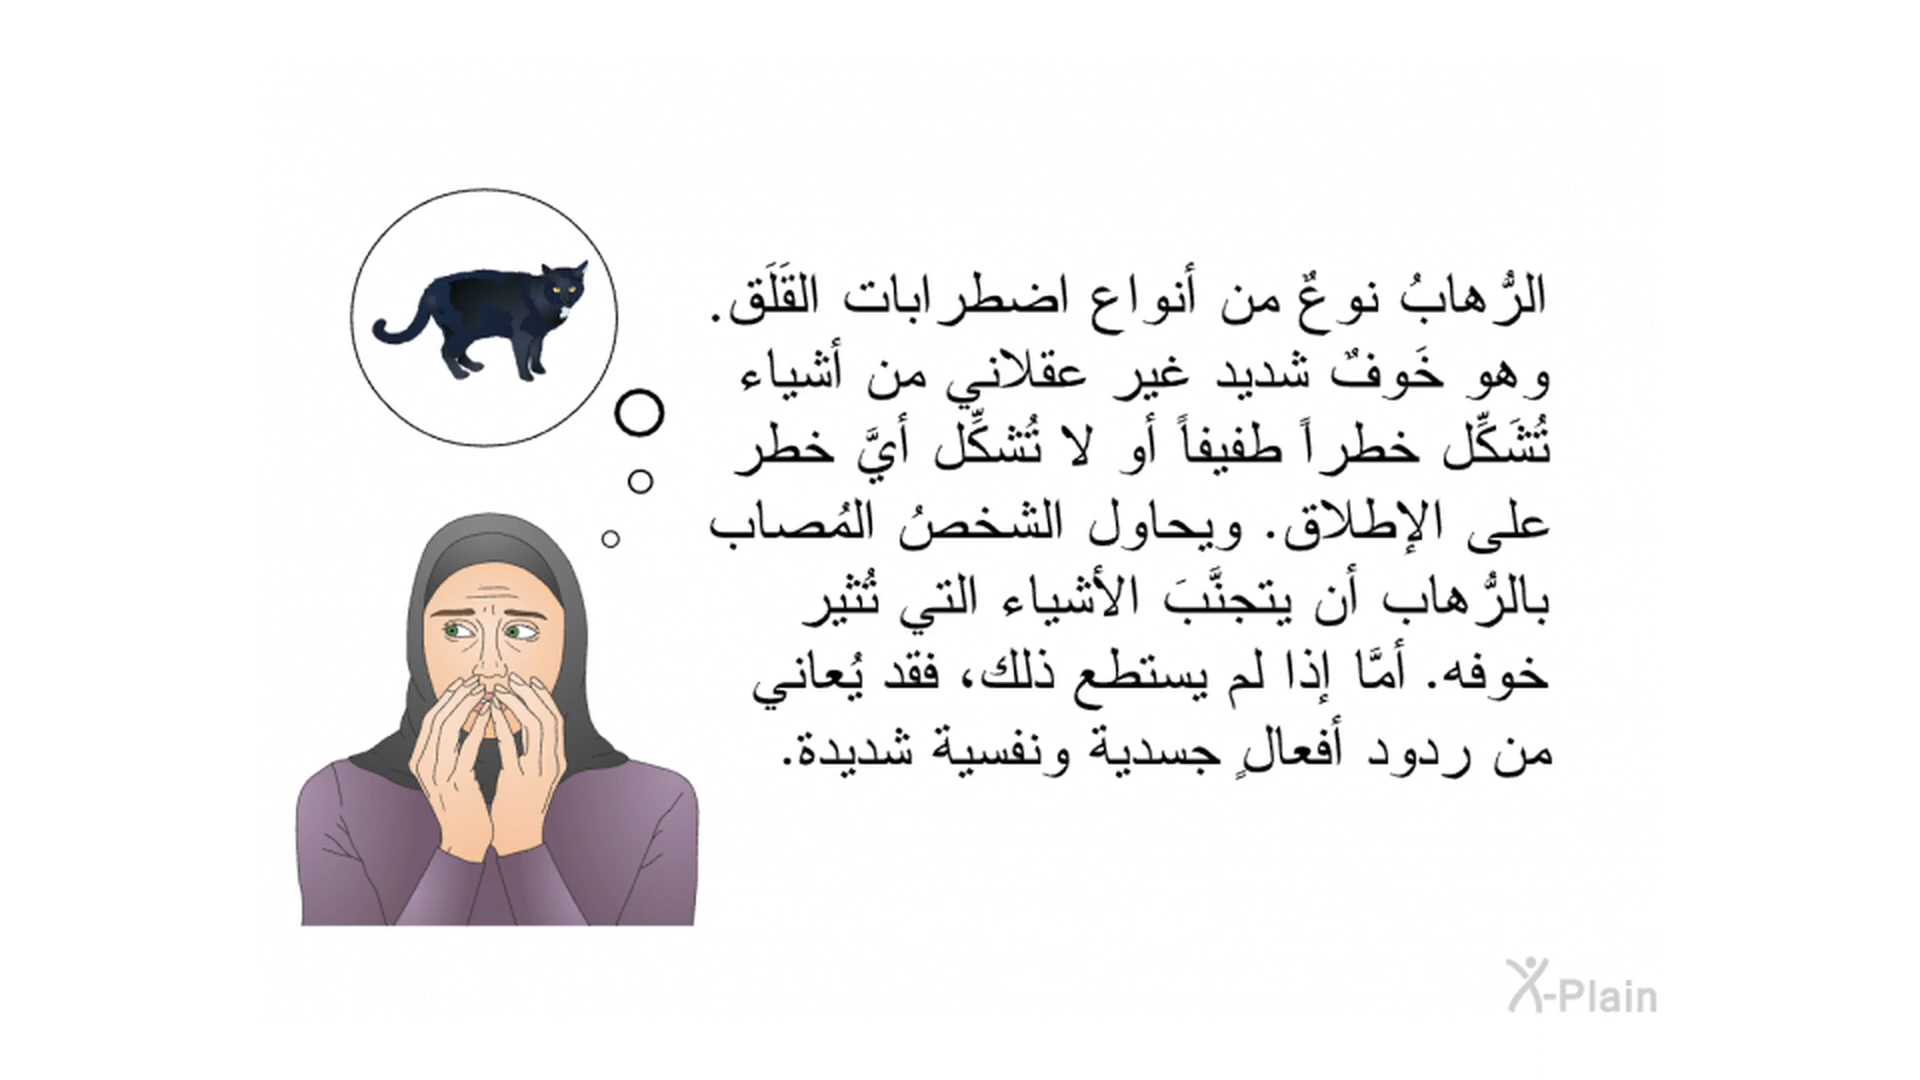 الرُّهابُ نوعٌ من أنواع اضطرابات القَلَق.
وهو خَوفٌ شديد غير عقلاني من أشياء
تُشَكِّل خطراً طفيفاً أو لا تُشكِّل أيَّ خطر
على الإطلاق. ويحاول الشخصُ المُصاب
بالرُّهاب أن يتجنَّبَ الأشياء التي تُثير
خوفه. أمَّا إذا لم يستطع ذلك، فقد يُعاني
من ردود أفعالٍ جسدية ونفسية شديدة.
X-Plain